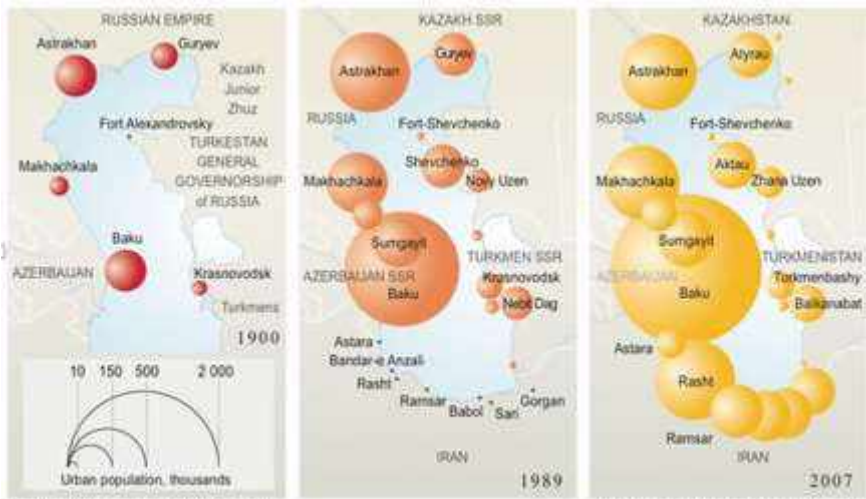 RUSSIAN EMPIRE
Astrakhan
Guryev
Kazakh
Junior
Zhuz
Fort Alexandrovsky
TURKESTAN
GENERAL
GOVERNORSHIP
of RUSSIA
Makhachkala
Baku
AZERBAIJAN
Krasnovodsk
Turkmens
1900
10 150 500 2 000
Urban population, thousands
KAZAKH SSR
Astrakhan
Guryev
RUSSIA
Fort-Shevchenko
Shevchenko
Makhachkala
Noviy Uzen
Sumgayit
TURKMEN SSR
AZERBAIJAN SSR
Krasnovodsk
Baku
Nebit Dag
Astara
Bandar-e Anzali
Rasht
Ramsar
Babol
Sari
Gorgan
IRAN
1989
KAZAKHSTAN
Astrakhan
Atyrau
RUSSIA
Fort-Shevchenko
Aktau
Makhachkala
Zhana Uzen
Sumgayit
TURKMENISTAN
AZERBAIJAN
Turkmenbashy
Baku
Balkanabat
Astara
Rasht
Ramsar
IRAN
2007